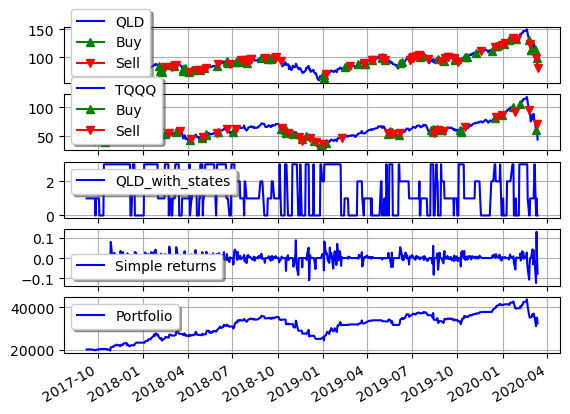 QLD
Buy
Sell
150
100
TQQQ
Buy
Sell
100
50
QLD_with_states
2
0
Simple returns
0.1
0.0
−0.1
Portfolio
40000
20000
2017-10 2018-01 2018-04 2018-07 2018-10 2019-01 2019-04 2019-07 2019-10 2020-01 2020-04